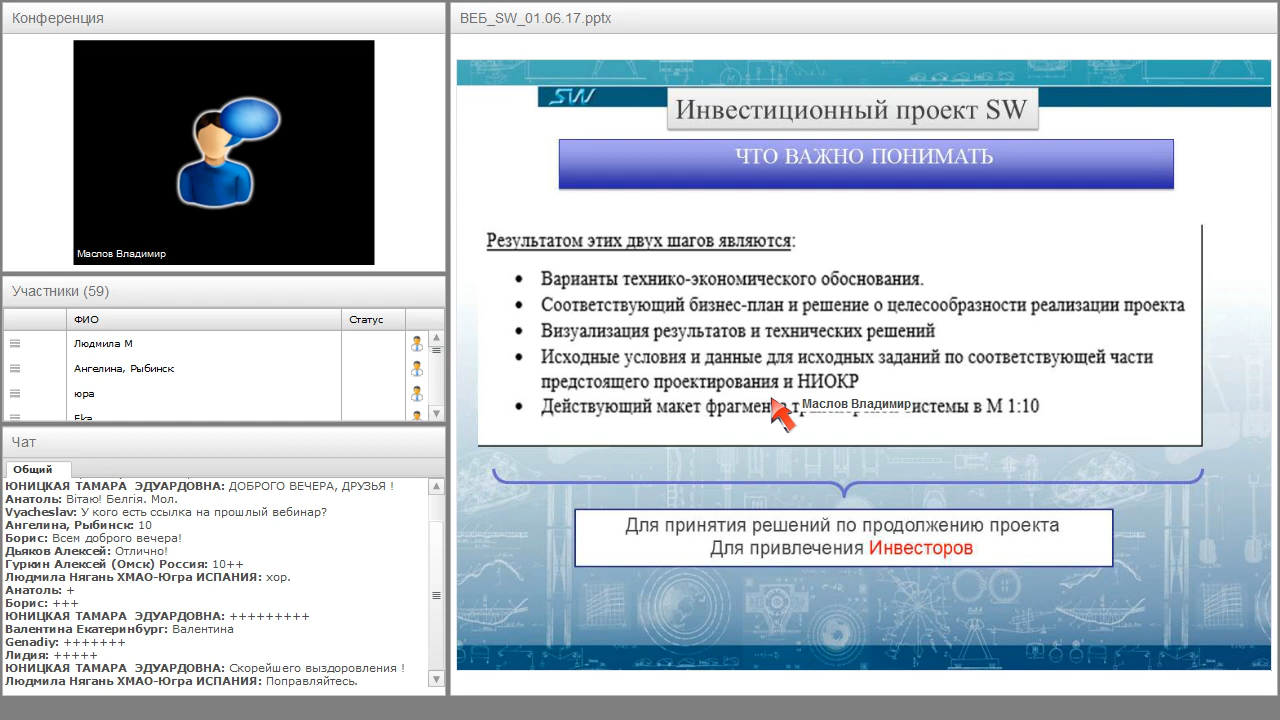 Конференция
Маслов Владимир
Участники (59)
ФИО
Статус
Людмила М
Ангелина, Рыбинск
юра
Eka
Чат
Общий
ЮНИЦКАЯ ТАМАРА ЭДУАРДОВНА: ДОБРОГО ВЕЧЕРА, ДРУЗЬЯ !
Анатоль: Вітаю! Белгія. Мол.
Vyacheslav: У кого есть ссылка на прошлый вебинар?
Ангелина, Рыбинск: 10
Борис: Всем доброго вечера!
Дьяков Алексей: Отлично!
Гуркин Алексей (Омск) Россия: 10++
Людмила Нягань ХМАО-Югра ИСПАНИЯ: хор.
Анатоль: +
Борис: +++
ЮНИЦКАЯ ТАМАРА ЭДУАРДОВНА: +++++++++
Валентина Екатеринбург: Валентина
Genadiy: +++++++
Лидия: +++++
ЮНИЦКАЯ ТАМАРА ЭДУАРДОВНА: Скорейшего выздоровления !
Людмила Нягань ХМАО-Югра ИСПАНИЯ: Поправляйтесь.
ВЕБ_SW_01.06.17.pptx
SW
Инвестиционный проект SW
ЧТО ВАЖНО ПОНИМАТЬ
Результатом этих двух шагов являются:
• Варианты технико-экономического обоснования.
• Соответствующий бизнес-план и решение о целесообразности реализации проекта
• Визуализация результатов и технических решений
• Исходные условия и данные для исходных заданий по соответствующей части
предстоящего проектирования и НИОКР
• Действующий макет в М 1:10
Маслов Владимир
Для принятия решений по продолжению проекта
Для привлечения Инвесторов